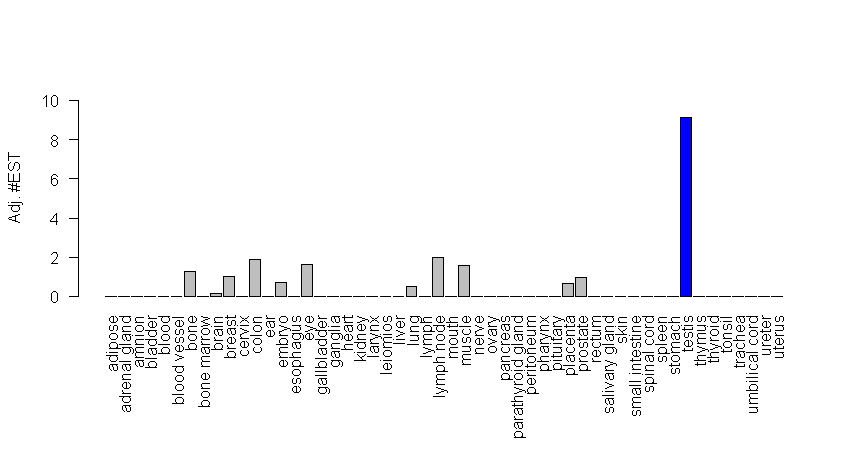 10
8
6
4
2
0
Adj. #EST
adipose
adrenal gland
amnion
bladder
blood
blood vessel
bone
bone marrow
brain
breast
cervix
colon
ear
embryo
esophagus
eye
gallbladder
ganglia
heart
kidney
larynx
leiomios
liver
lung
lymph
lymph node
mouth
muscle
nerve
ovary
pancreas
parathyroid gland
peritoneum
pharynx
pituitary
placenta
prostate
rectum
salivary gland
skin
small intestine
spinal cord
spleen
stomach
testis
thymus
thyroid
tonsil
trachea
umbilical cord
ureter
uterus